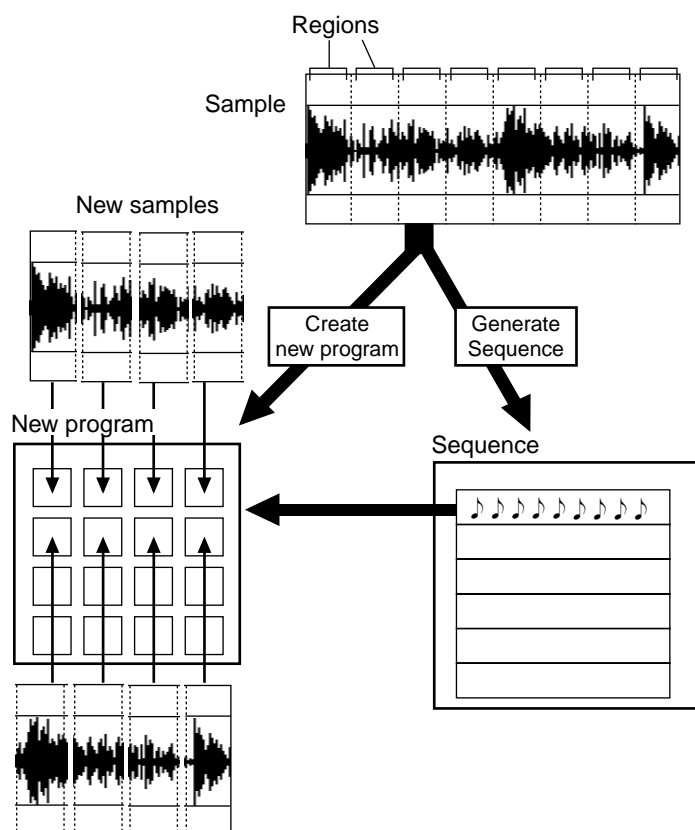 Regions
Sample
New samples
Create
new program
Generate
Sequence
New program
Sequence